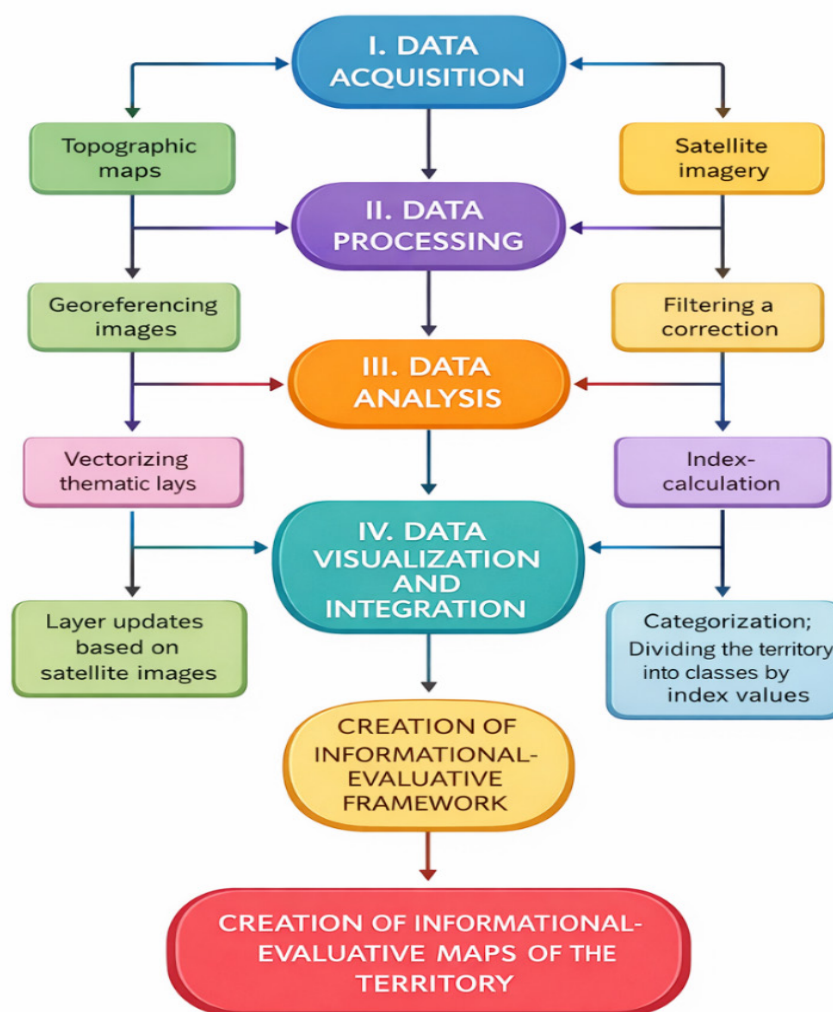 I. DATA
ACQUISITION
Topographic
maps
Satellite
imagery
II. DATA
PROCESSING
Georeferencing
images
Filtering a
correction
III. DATA
ANALYSIS
Vectorizing
thematic lays
Index-
calculation
IV. DATA
VISUALIZATION
AND
INTEGRATION
Layer updates
based on
satellite images
Categorization;
Dividing the territory
into classes by
index values
CREATION OF
INFORMATIONAL-
EVALUATIVE
FRAMEWORK
CREATION OF INFORMATIONAL-
EVALUATIVE MAPS OF THE
TERRITORY